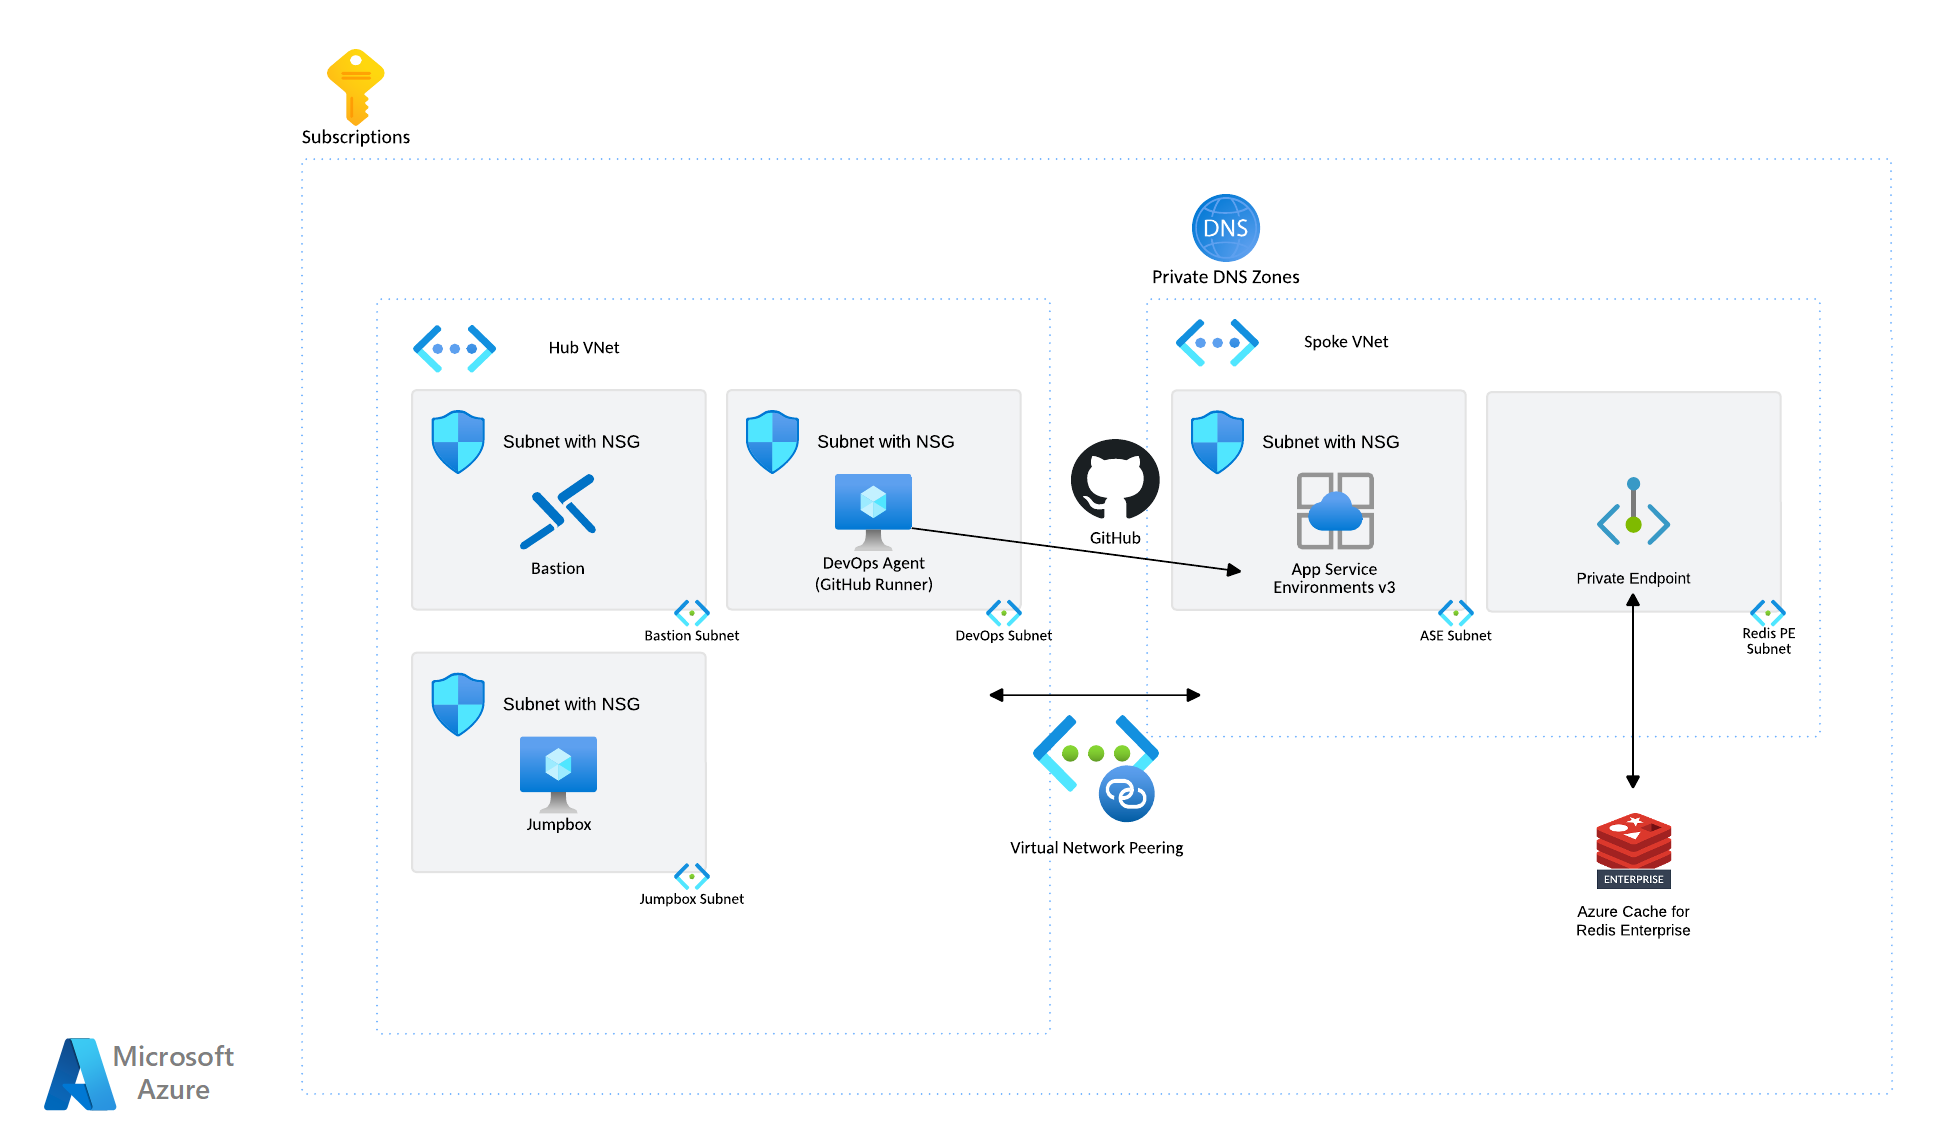 Subscriptions
DNS
Private DNS Zones
Hub VNet
Spoke VNet
Subnet with NSG
Bastion
Bastion Subnet
Subnet with NSG
DevOps Agent
(GitHub Runner)
DevOps Subnet
GitHub
Subnet with NSG
App Service
Environments v3
ASE Subnet
Private Endpoint
Redis PE
Subnet
Subnet with NSG
Jumpbox
Jumpbox Subnet
Virtual Network Peering
ENTERPRISE
Azure Cache for
Redis Enterprise
Microsoft
Azure